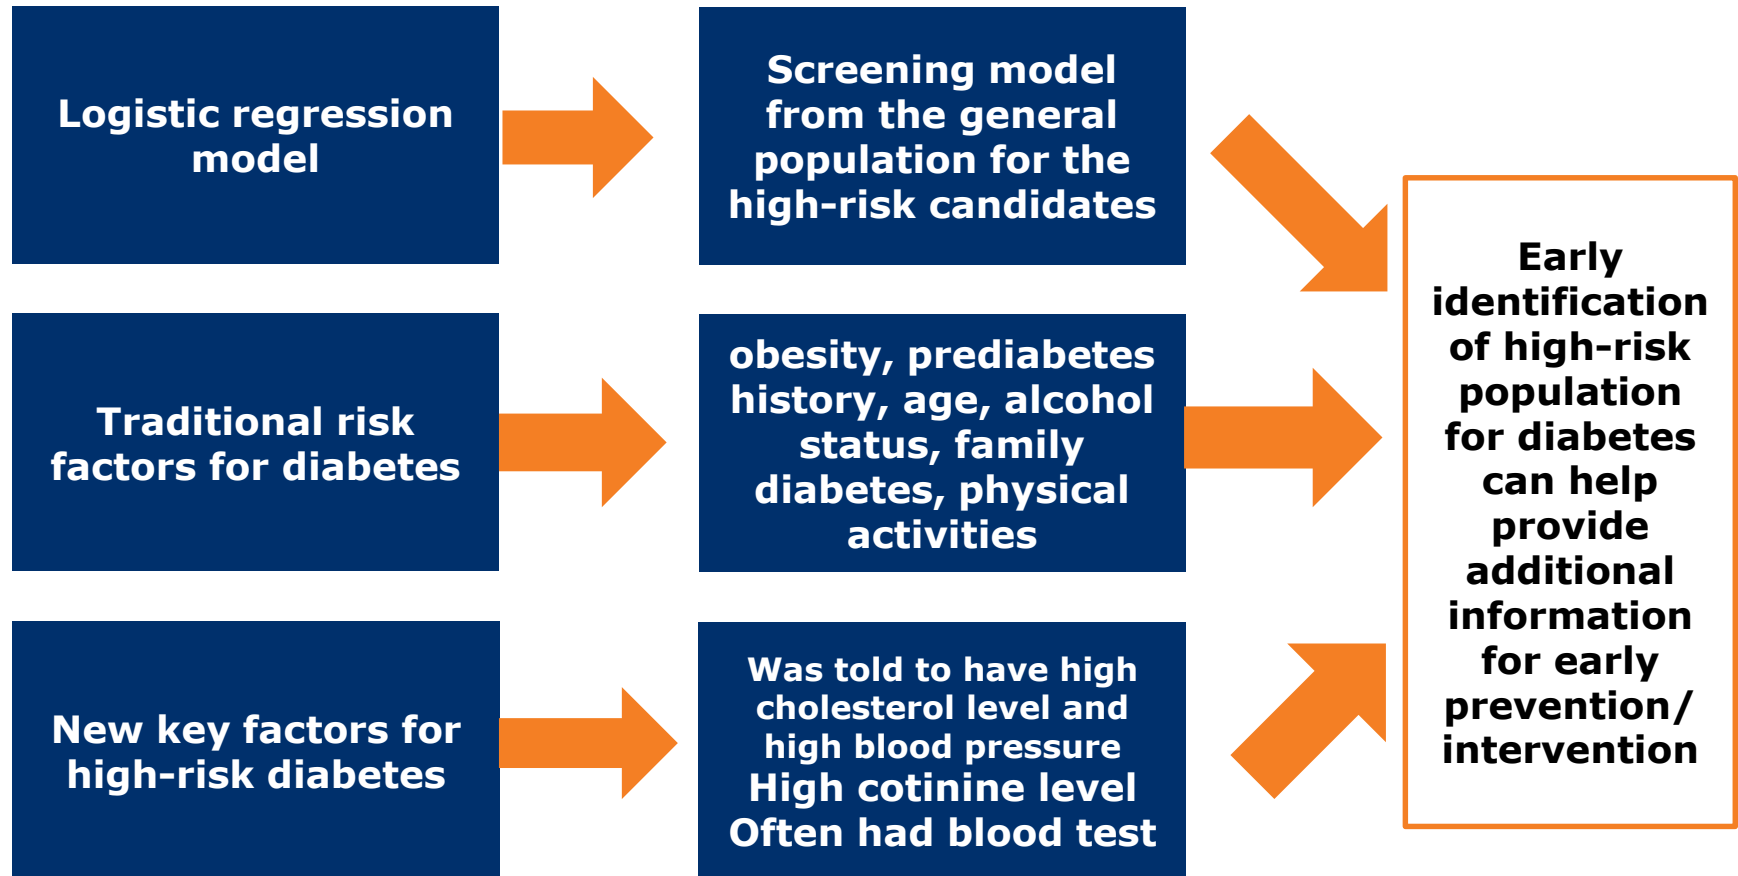 Logistic regression
model
Screening model
from the general
population for the
high-risk candidates
Traditional risk
factors for diabetes
obesity, prediabetes
history, age, alcohol
status, family
diabetes, physical
activities
New key factors for
high-risk diabetes
Was told to have high
cholesterol level and
high blood pressure
High cotinine level
Often had blood test
Early
identification
of high-risk
population
for diabetes
can help
provide
additional
information
for early
prevention/
intervention